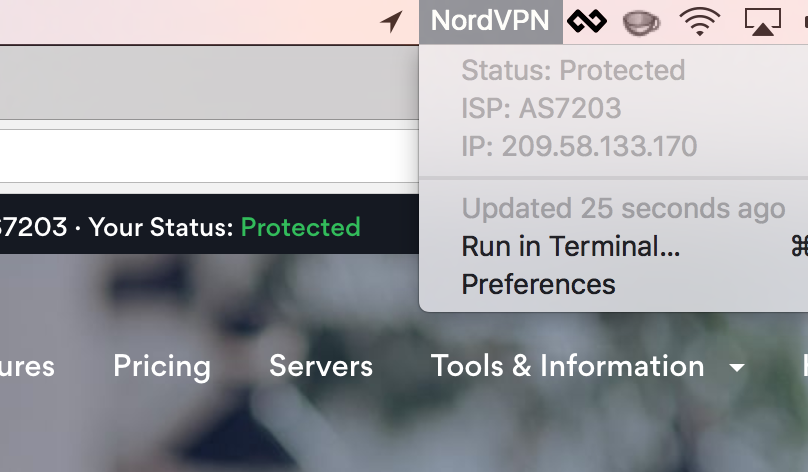 NordVPN
Status: Protected
ISP: AS7203
IP: 209.58.133.170
Updated 25 seconds ago
Run in Terminal... ⌘
Preferences
S7203 · Your Status: Protected
ures Pricing Servers Tools & Information